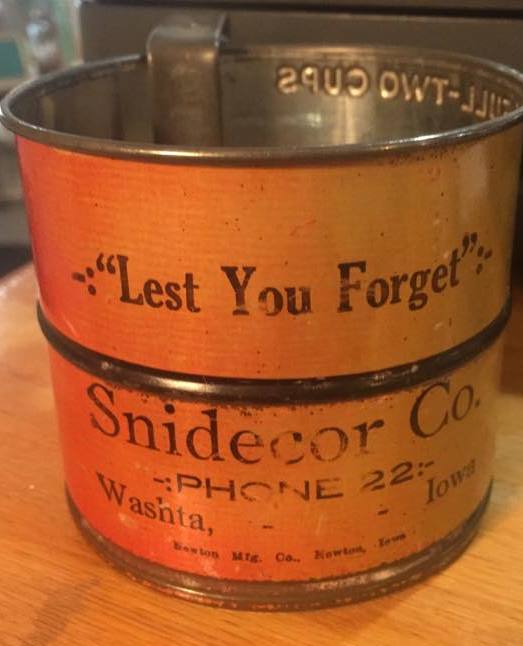 FULL-TWO CUPS
-:"Lest You Forget":-
Snidecor Co.
-:PHONE 22:-
Washta, - - Iowa
Newton Mfg. Co., Newton, Iowa